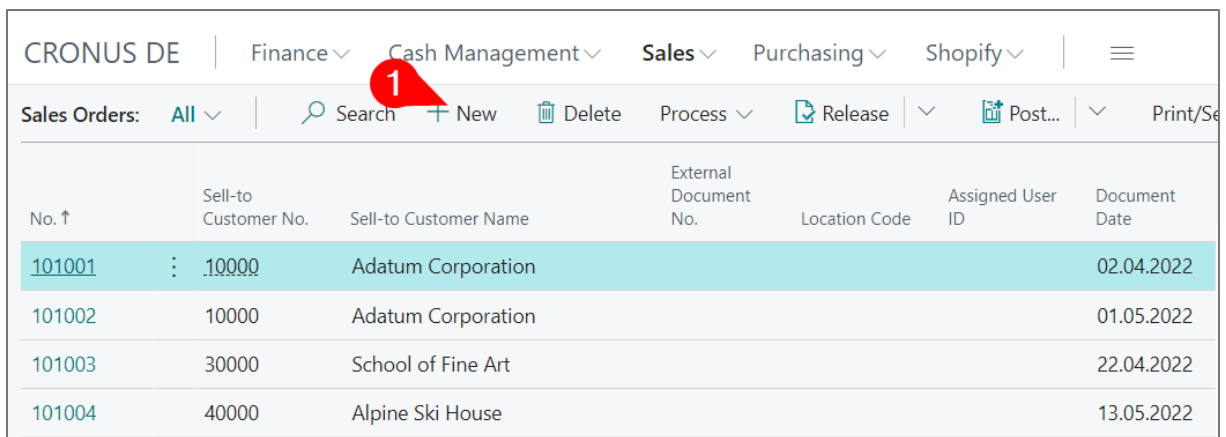 CRONUS DE Finance Cash Management Sales Purchasing Shopify
1
Sales Orders: All Search + New Delete Process Release Post... Print/Se
No. ↑ Sell-to Customer No. Sell-to Customer Name External Document No. Location Code Assigned User ID Document Date
101001 10000 Adatum Corporation 02.04.2022
101002 10000 Adatum Corporation 01.05.2022
101003 30000 School of Fine Art 22.04.2022
101004 40000 Alpine Ski House 13.05.2022